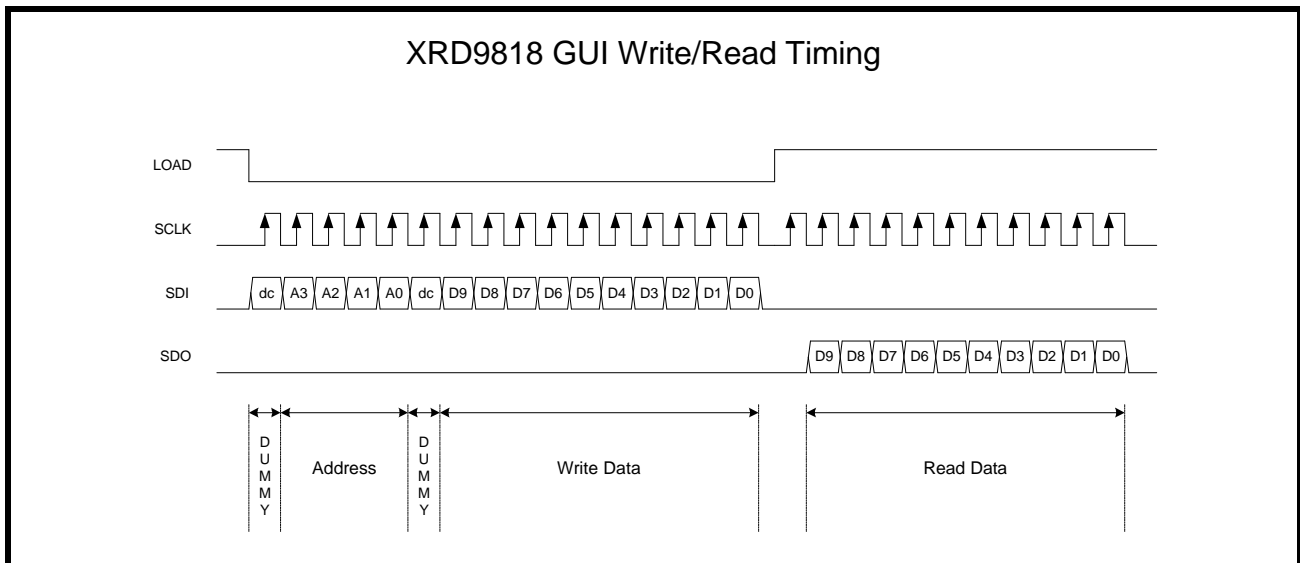 XRD9818 GUI Write/Read Timing
LOAD
SCLK
SDI dc A3 A2 A1 A0 dc D9 D8 D7 D6 D5 D4 D3 D2 D1 D0
SDO D9 D8 D7 D6 D5 D4 D3 D2 D1 D0
DUMMY Address DUMMY Write Data Read Data